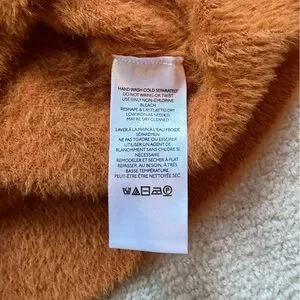 HAND WASH COLD SEPARATELY
DO NOT WRING OR TWIST
USE ONLY NON-CHLORINE
BLEACH
RESHAPE & LAY FLAT TO DRY
LOW IRON AS NEEDED
MAY BE DRY CLEANED
LAVER À LA MAIN À L'EAU FROIDE
SÉPARÉMENT
NE PAS TORDRE OU ESSORER
UTILISER UN AGENT DE
BLANCHIMENT SANS CHLORE SI
NÉCESSAIRE
REMODELER ET SÉCHER À PLAT
REPASSER, AU BESOIN, À TRÈS
BASSE TEMPÉRATURE
PEUT-ÊTRE ÊTRE NETTOYÉE SEC